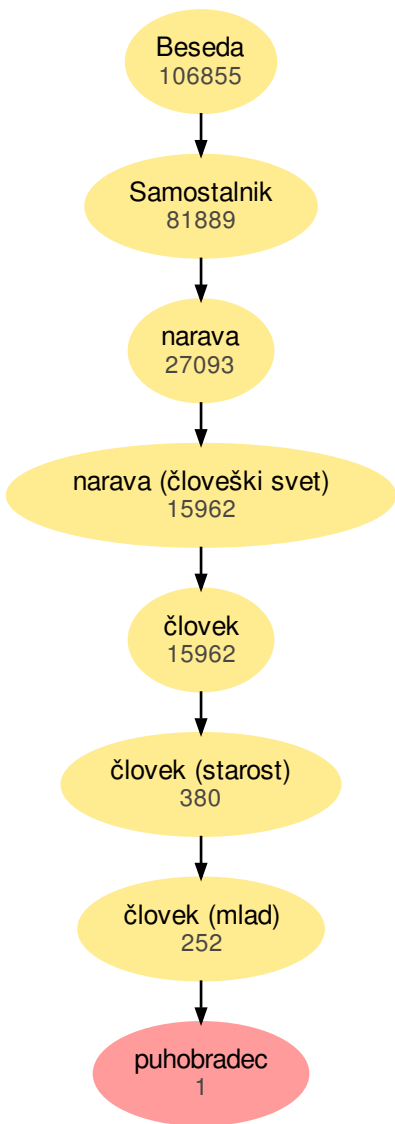 Beseda
106855
Samostalnik
81889
narava
27093
narava (človeški svet)
15962
človek
15962
človek (starost)
380
človek (mlad)
252
puhobradec
1